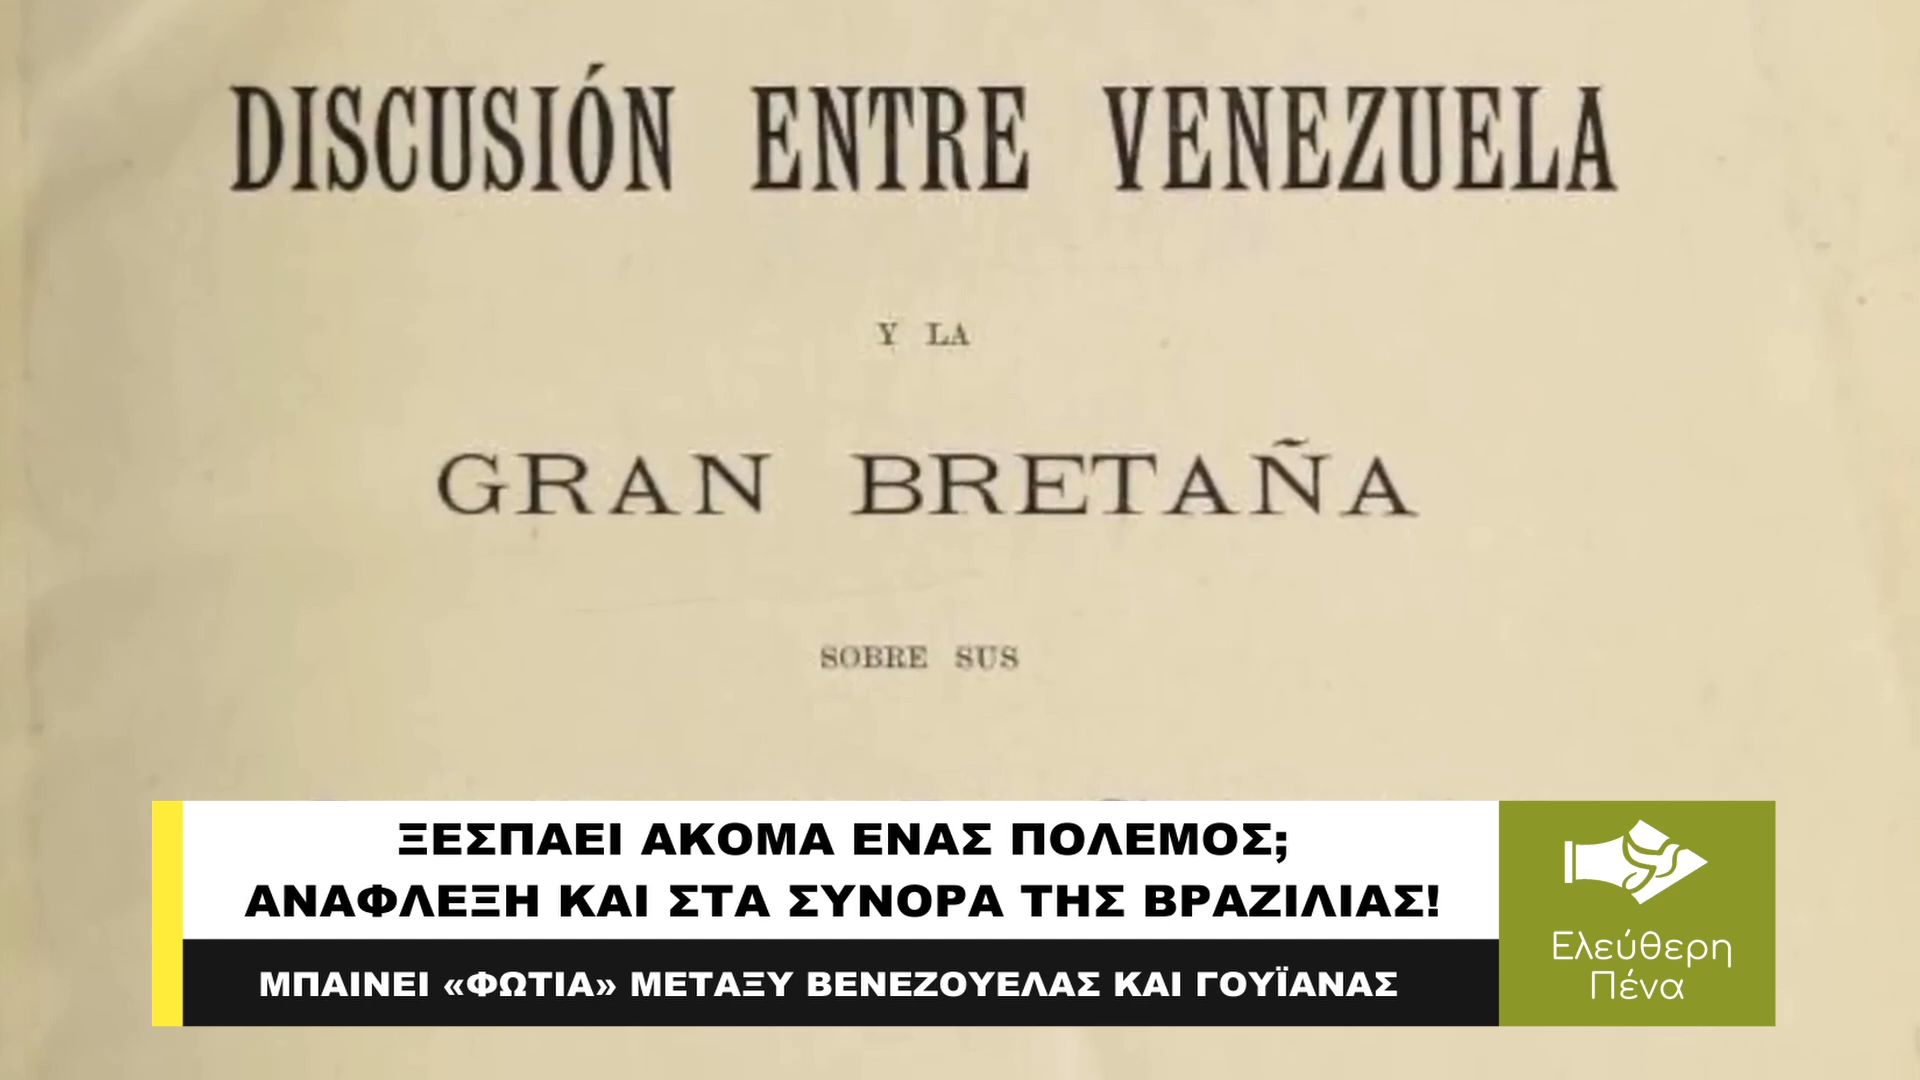 DISCUSIÓN ENTRE VENEZUELA
Y LA
GRAN BRETAÑA
SOBRE SUS
ΞΕΣΠΑΕΙ ΑΚΟΜΑ ΕΝΑΣ ΠΟΛΕΜΟΣ;
ΑΝΑΦΛΕΞΗ ΚΑΙ ΣΤΑ ΣΥΝΟΡΑ ΤΗΣ ΒΡΑΖΙΛΙΑΣ!
ΜΠΑΙΝΕΙ «ΦΩΤΙΑ» ΜΕΤΑΞΥ ΒΕΝΕΖΟΥΕΛΑΣ ΚΑΙ ΓΟΥΪΑΝΑΣ
Ελεύθερη
Πένα